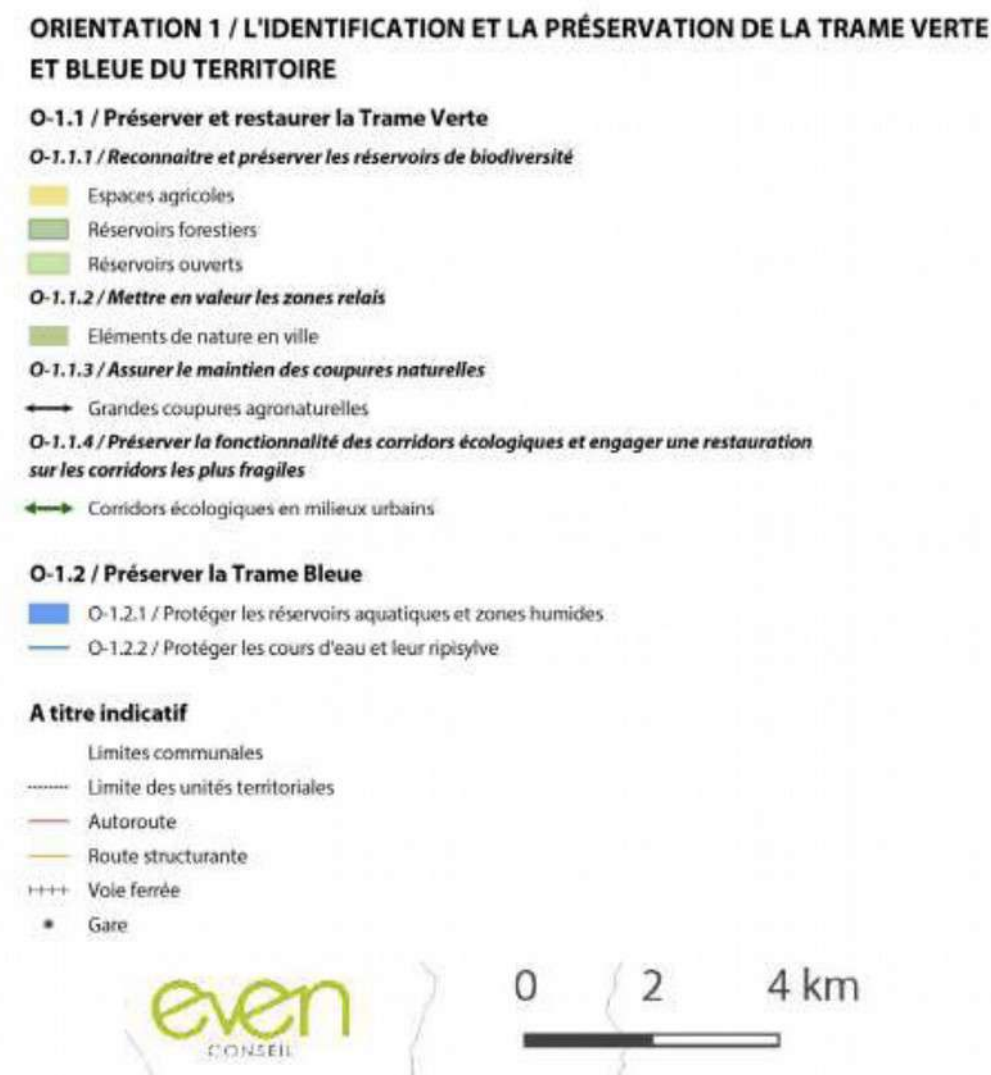 ORIENTATION 1 / L'IDENTIFICATION ET LA PRÉSERVATION DE LA TRAME VERTE
ET BLEUE DU TERRITOIRE
O-1.1 / Préserver et restaurer la Trame Verte
O-1.1.1 / Reconnaitre et préserver les réservoirs de biodiversité
Espaces agricoles
Réservoirs forestiers
Réservoirs ouverts
O-1.1.2 / Mettre en valeur les zones relais
Eléments de nature en ville
O-1.1.3 / Assurer le maintien des coupures naturelles
Grandes coupures agronaturelles
O-1.1.4 / Préserver la fonctionnalité des corridors écologiques et engager une restauration
sur les corridors les plus fragiles
Corridors écologiques en milieux urbains
O-1.2 / Préserver la Trame Bleue
O-1.2.1 / Protéger les réservoirs aquatiques et zones humides
O-1.2.2 / Protéger les cours d'eau et leur ripisylve
A titre indicatif
Limites communales
Limite des unités territoriales
Autoroute
Route structurante
Voie ferrée
Gare
even
CONSEIL
0 2 4 km